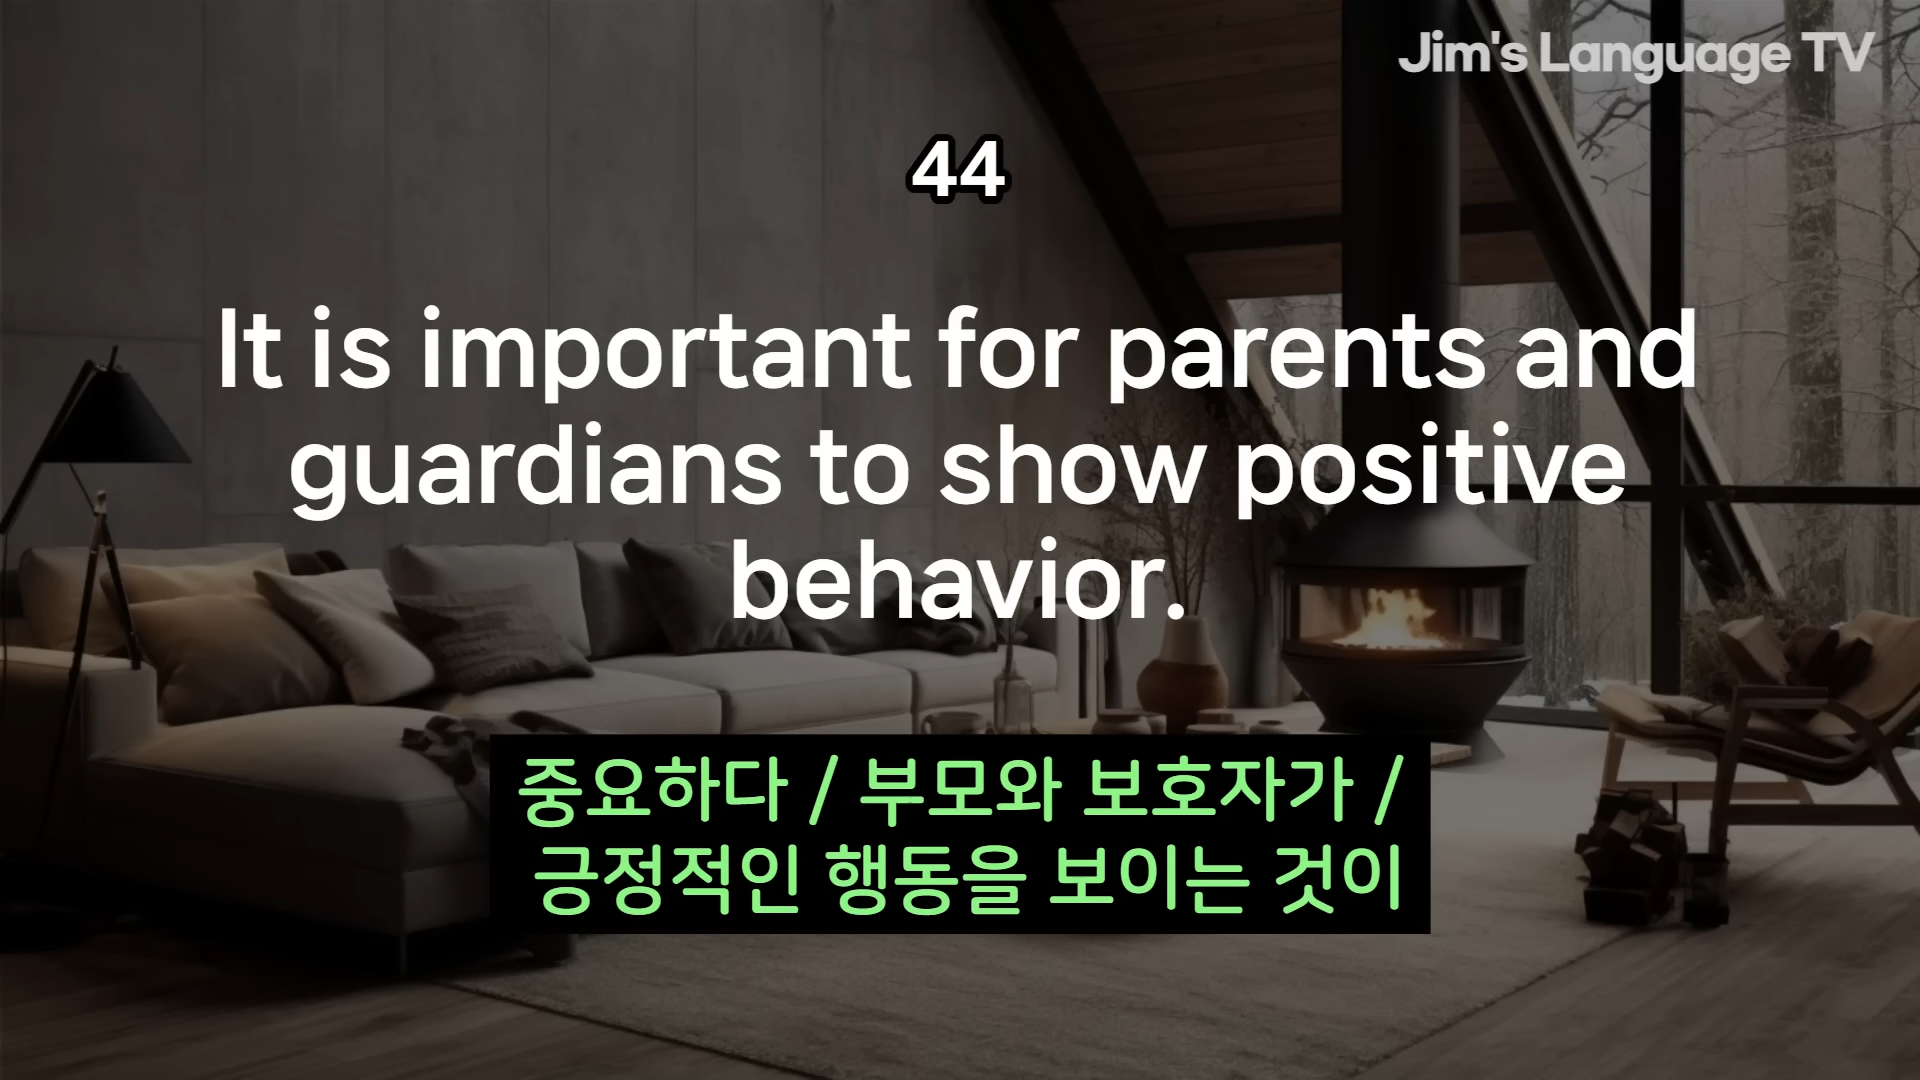 Jim's Language TV
44
It is important for parents and
guardians to show positive
behavior.
중요하다 / 부모와 보호자가 /
긍정적인 행동을 보이는 것이